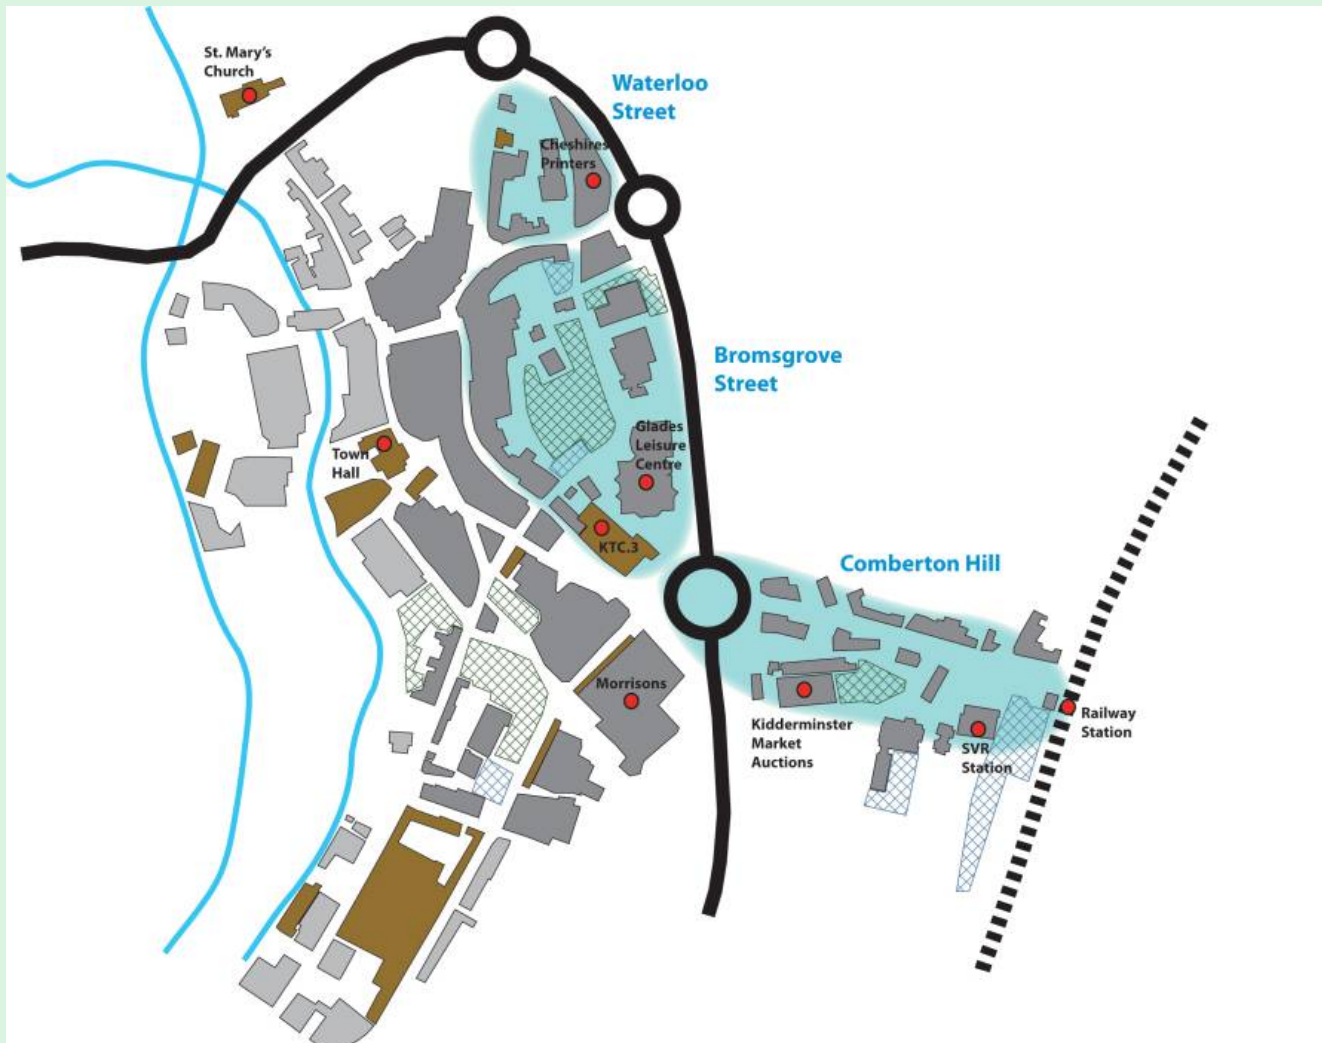 St. Mary's
Church
Waterloo
Street
Cheshires
Printers
Bromsgrove
Street
Glades
Leisure
Centre
Town
Hall
KTC.3
Comberton Hill
Morrisons
Kidderminster
Market
Auctions
SVR
Station
Railway
Station